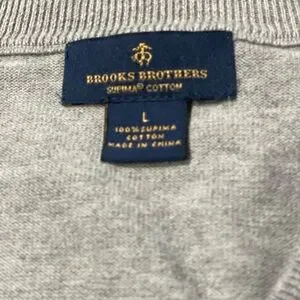 BROOKS BROTHERS
SUPIMA® COTTON
L
100% SUPIMA
COTTON
MADE IN CHINA